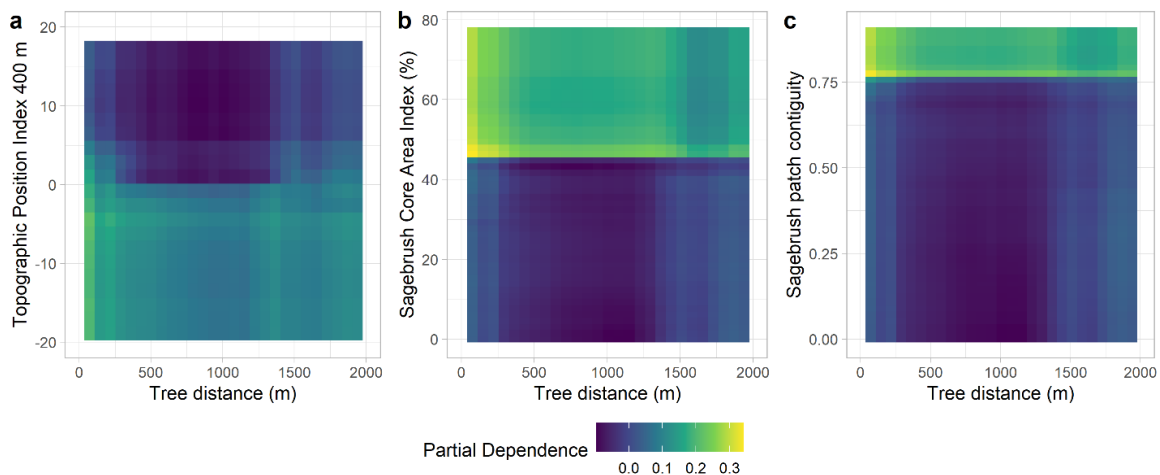 a
Topographic Position Index 400 m
20
10
0
-10
-20
0 500 1000 1500 2000
Tree distance (m)
b
Sagebrush Core Area Index (%)
80
60
40
20
0
0 500 1000 1500 2000
Tree distance (m)
c
Sagebrush patch contiguity
0.75
0.50
0.25
0.00
0 500 1000 1500 2000
Tree distance (m)
Partial Dependence
0.0 0.1 0.2 0.3